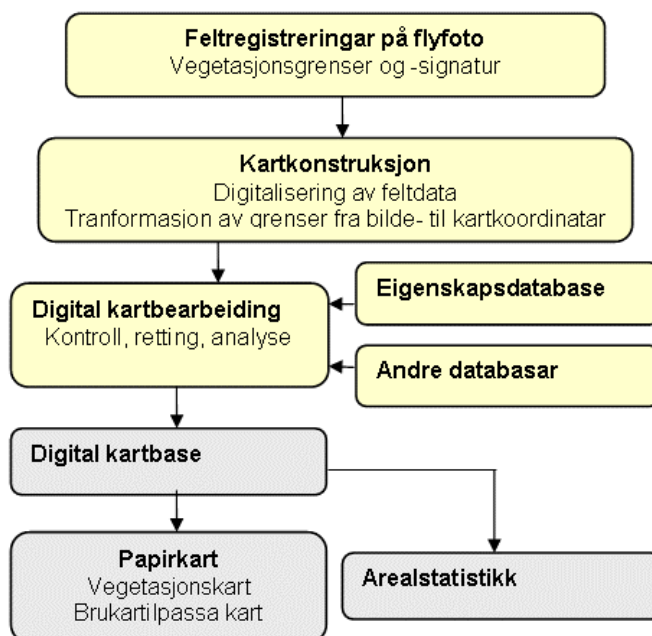 Feltregistreringar på flyfoto
Vegetasjonsgrenser og -signatur
Kartkonstruksjon
Digitalisering av feltdata
Tranformasjon av grenser fra bilde- til kartkoordinatar
Digital kartbearbeiding
Kontroll, retting, analyse
Eigenskapsdatabase
Andre databasar
Digital kartbase
Papirkart
Vegetasjonskart
Brukartilpassa kart
Arealstatistikk